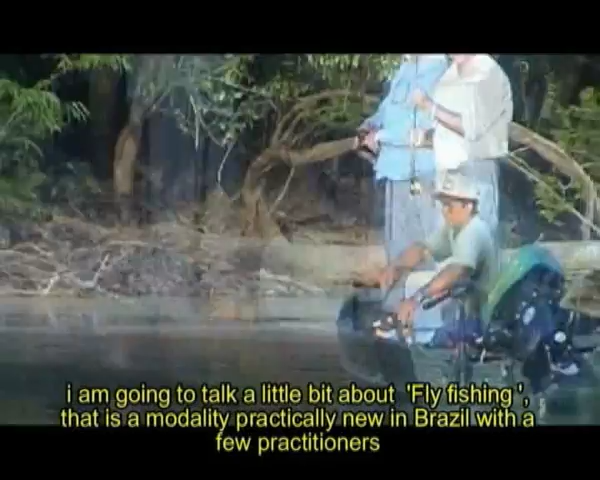 i am going to talk a little bit about  'Fly fishing ',
that is a modality practically new in Brazil with a
few practitioners